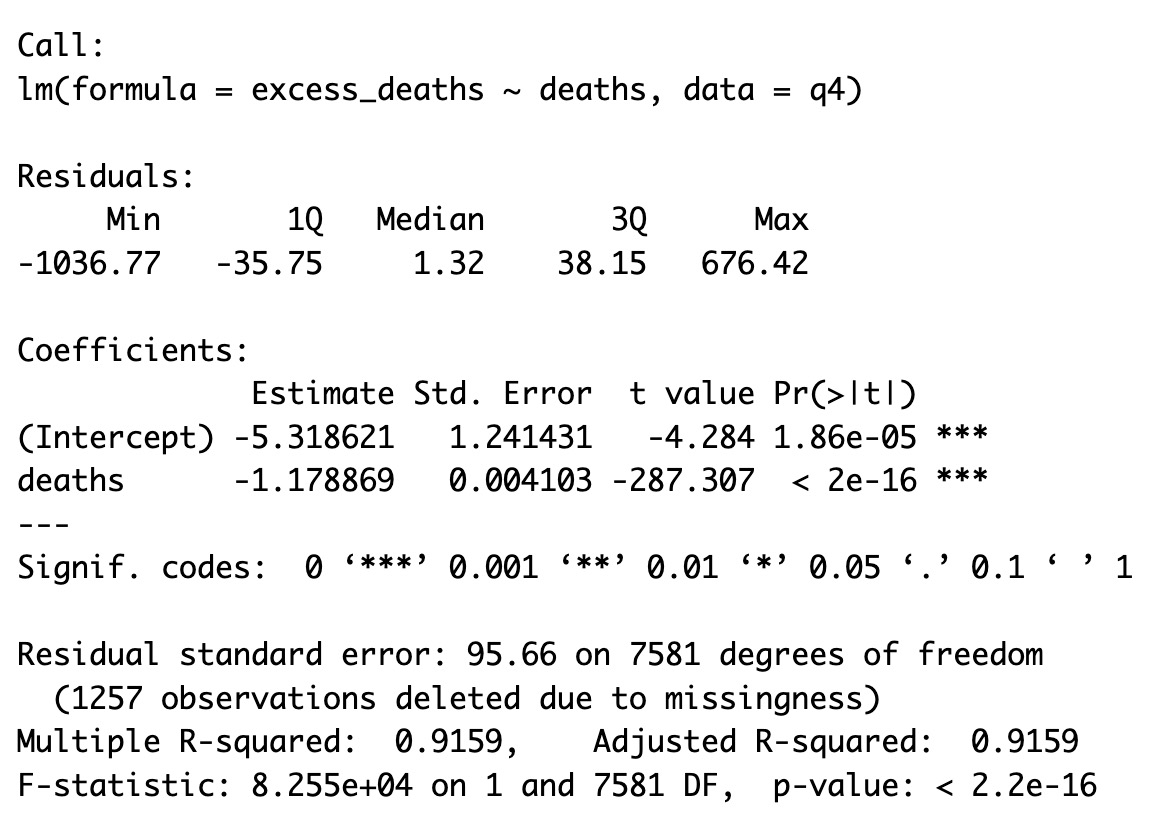 Call:
lm(formula = excess_deaths ~ deaths, data = q4)
Residuals:
Min 1Q Median 3Q Max
-1036.77 -35.75 1.32 38.15 676.42
Coefficients:
Estimate Std. Error t value Pr(>|t|)
(Intercept) -5.318621 1.241431 -4.284 1.86e-05 ***
deaths -1.178869 0.004103 -287.307 < 2e-16 ***
---
Signif. codes: 0 ‘***’ 0.001 ‘**’ 0.01 ‘*’ 0.05 ‘.’ 0.1 ‘ ’ 1
Residual standard error: 95.66 on 7581 degrees of freedom
(1257 observations deleted due to missingness)
Multiple R-squared: 0.9159, Adjusted R-squared: 0.9159
F-statistic: 8.255e+04 on 1 and 7581 DF, p-value: < 2.2e-16